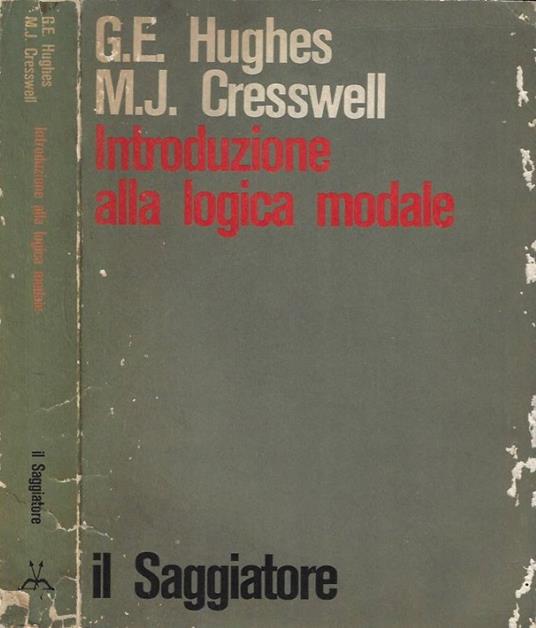 G.E. Hughes
M.J. Cresswell
Introduzione alla logica modale
il Saggiatore
G.E. Hughes
M.J. Cresswell
Introduzione
alla logica modale
il Saggiatore